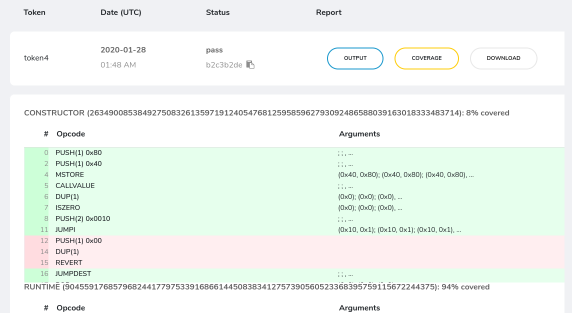 Token Date (UTC) Status Report
token4 2020-01-28 pass OUTPUT COVERAGE DOWNLOAD
01:48 AM b2c3b2de
CONSTRUCTOR (26349008538492750832613597191240547681259585962793092486588039163018333483714): 8% covered
# Opcode Arguments
0 PUSH(1) 0x80 ; ; , ...
2 PUSH(1) 0x40 ; ; , ...
4 MSTORE (0x40, 0x80); (0x40, 0x80); (0x40, 0x80), ...
5 CALLVALUE ; ; , ...
6 DUP(1) (0x0); (0x0); (0x0), ...
7 ISZERO (0x0); (0x0); (0x0), ...
8 PUSH(2) 0x0010 ; ; , ...
11 JUMPI (0x10, 0x1); (0x10, 0x1); (0x10, 0x1), ...
12 PUSH(1) 0x00
14 DUP(1)
15 REVERT
16 JUMPDEST ; ; , ...
RUNTIME (90455917685796824417797533916866144508383412757390560523368395759115672244375): 94% covered
# Opcode Arguments